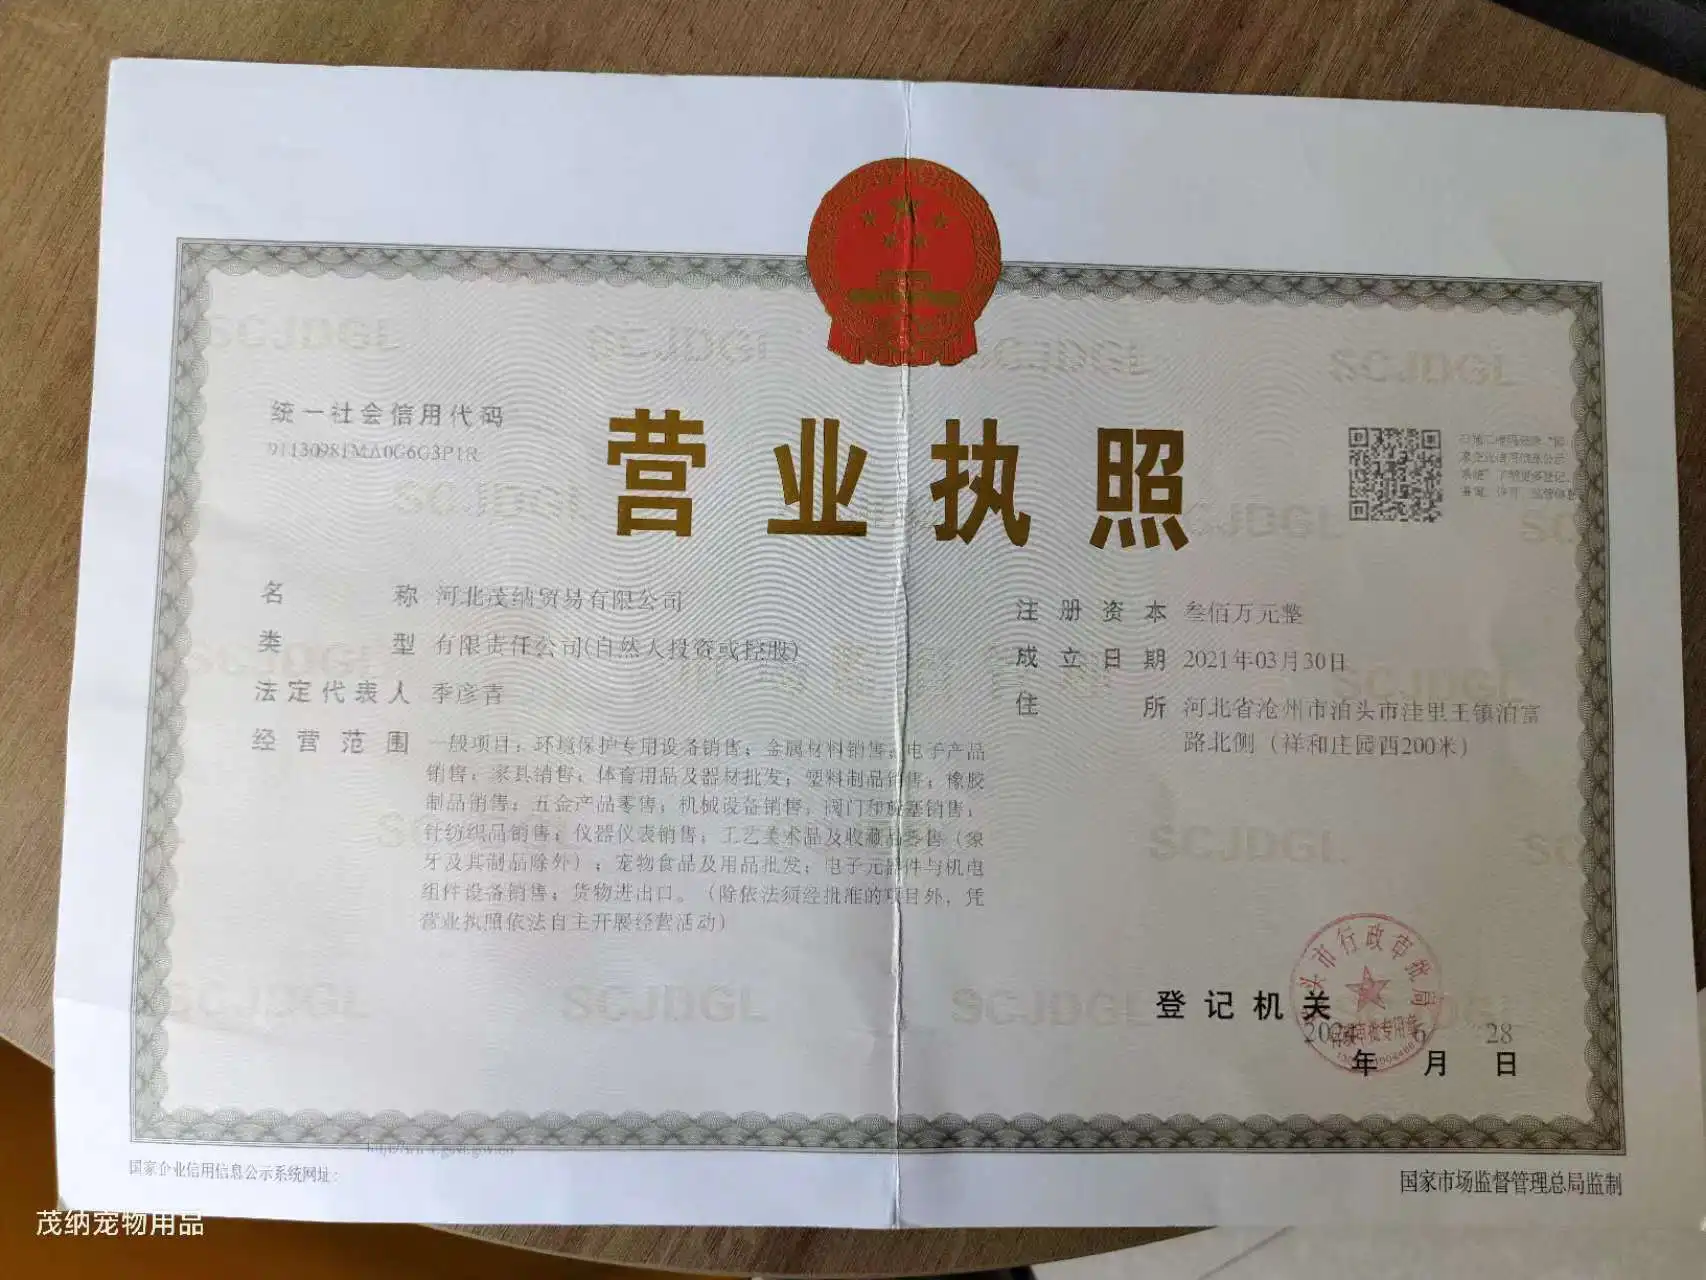 SCJDGL
SCJDGL
SCJDGL
SCJDGL
统一社会信用代码
91130981MA0G6G3P1R
营业执照
名称 河北茂纳贸易有限公司
类型 有限责任公司(自然人投资或控股)
法定代表人 季彦青
经营范围 一般项目：环境保护专用设备销售；金属材料销售；电子产品
销售；家具销售；体育用品及器材批发；塑料制品销售；橡胶
制品销售；五金产品零售；机械设备销售；阀门和旋塞销售；
针纺织品销售；仪器仪表销售；工艺美术品及收藏品零售（象
牙及其制品除外）；宠物食品及用品批发；电子元器件与机电
组件设备销售；货物进出口。（除依法须经批准的项目外，凭
营业执照依法自主开展经营活动）
注册资本 叁佰万元整
成立日期 2021年03月30日
住所 河北省沧州市泊头市洼里王镇泊富
路北侧（祥和庄园西200米）
登记机关
头市行政审批局
6 28
年 月 日
国家企业信用信息公示系统网址：
国家市场监督管理总局监制
茂纳宠物用品